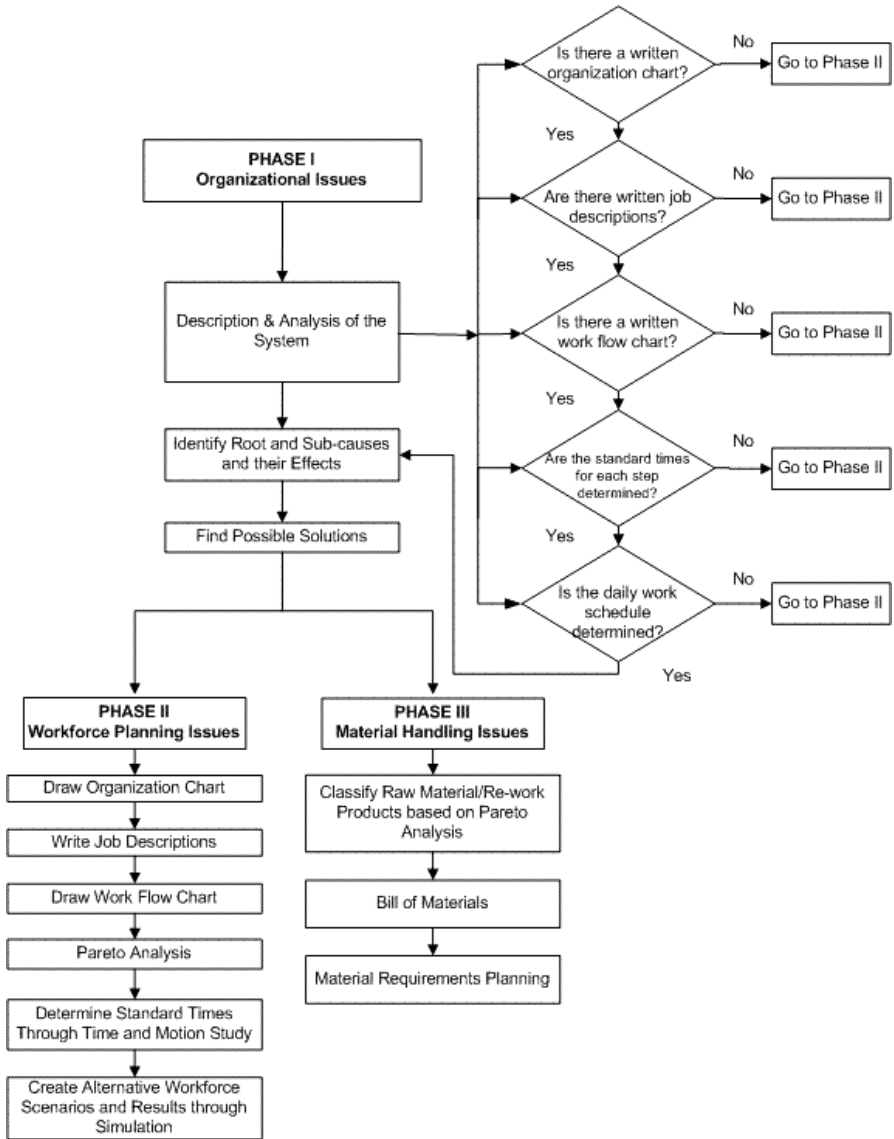 Is there a written
organization chart?
No
Go to Phase II
Yes
PHASE I
Organizational Issues
Are there written job
descriptions?
No
Go to Phase II
Yes
Description & Analysis of the
System
Is there a written
work flow chart?
No
Go to Phase II
Yes
Identify Root and Sub-causes
and their Effects
Are the standard times
for each step
determined?
No
Go to Phase II
Yes
Find Possible Solutions
Is the daily work
schedule
determined?
No
Go to Phase II
Yes
PHASE II
Workforce Planning Issues
Draw Organization Chart
Write Job Descriptions
Draw Work Flow Chart
Pareto Analysis
Determine Standard Times
Through Time and Motion Study
Create Alternative Workforce
Scenarios and Results through
Simulation
PHASE III
Material Handling Issues
Classify Raw Material/Re-work
Products based on Pareto
Analysis
Bill of Materials
Material Requirements Planning